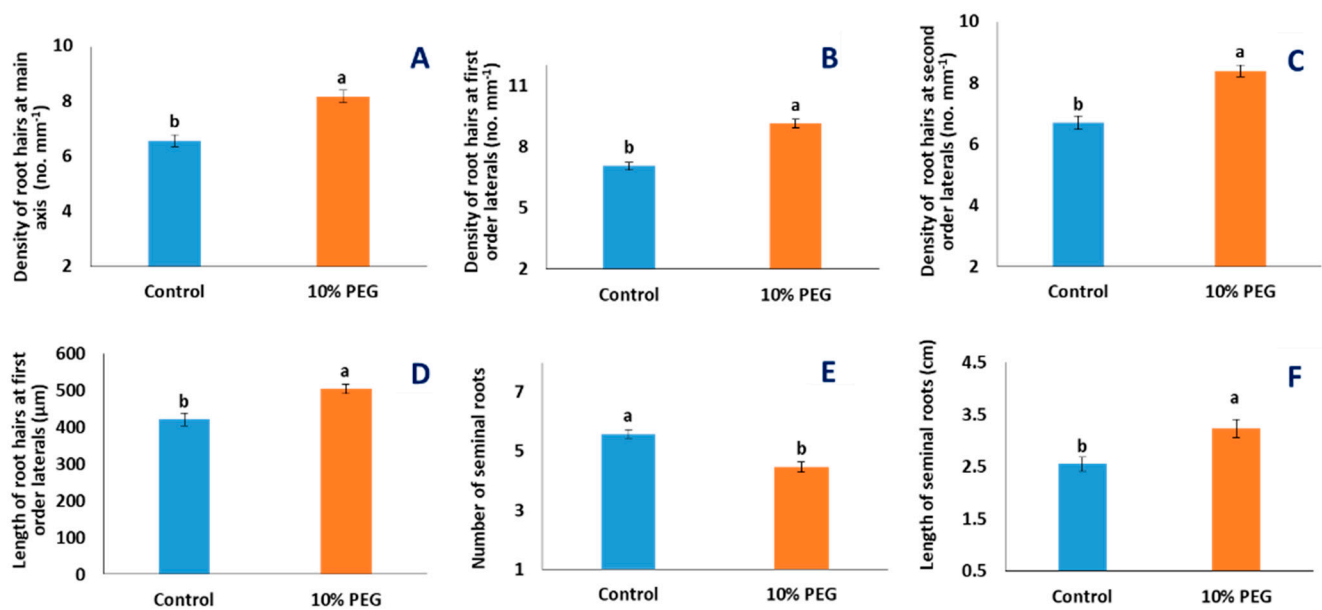 A
Density of root hairs at main
axis (no. mm⁻¹)
10
8
6
4
2
b
a
Control
10% PEG
B
Density of root hairs at first
order laterals (no. mm⁻¹)
11
8
5
2
b
a
Control
10% PEG
C
Density of root hairs at second
order laterals (no. mm⁻¹)
10
8
6
4
2
b
a
Control
10% PEG
D
Length of root hairs at first
order laterals (µm)
600
500
400
300
200
100
0
b
a
Control
10% PEG
E
Number of seminal roots
7
5
3
1
a
b
Control
10% PEG
F
Length of seminal roots (cm)
4.5
3.5
2.5
1.5
0.5
b
a
Control
10% PEG